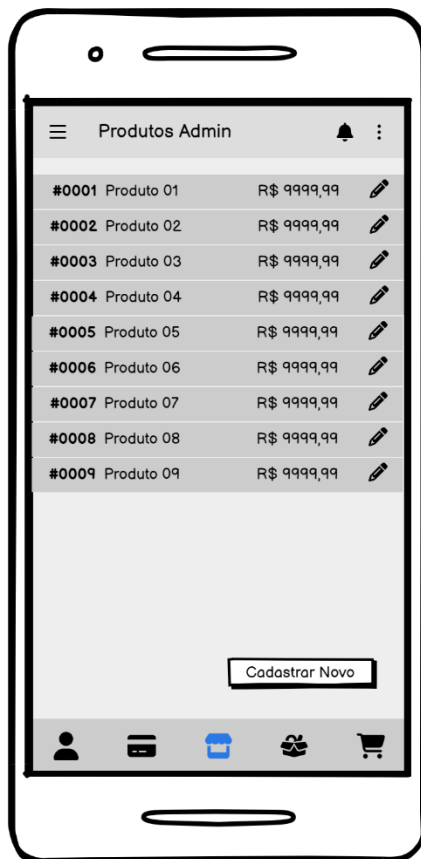 Produtos Admin
#0001 Produto 01 R$ 9999,99
#0002 Produto 02 R$ 9999,99
#0003 Produto 03 R$ 9999,99
#0004 Produto 04 R$ 9999,99
#0005 Produto 05 R$ 9999,99
#0006 Produto 06 R$ 9999,99
#0007 Produto 07 R$ 9999,99
#0008 Produto 08 R$ 9999,99
#0009 Produto 09 R$ 9999,99
Cadastrar Novo